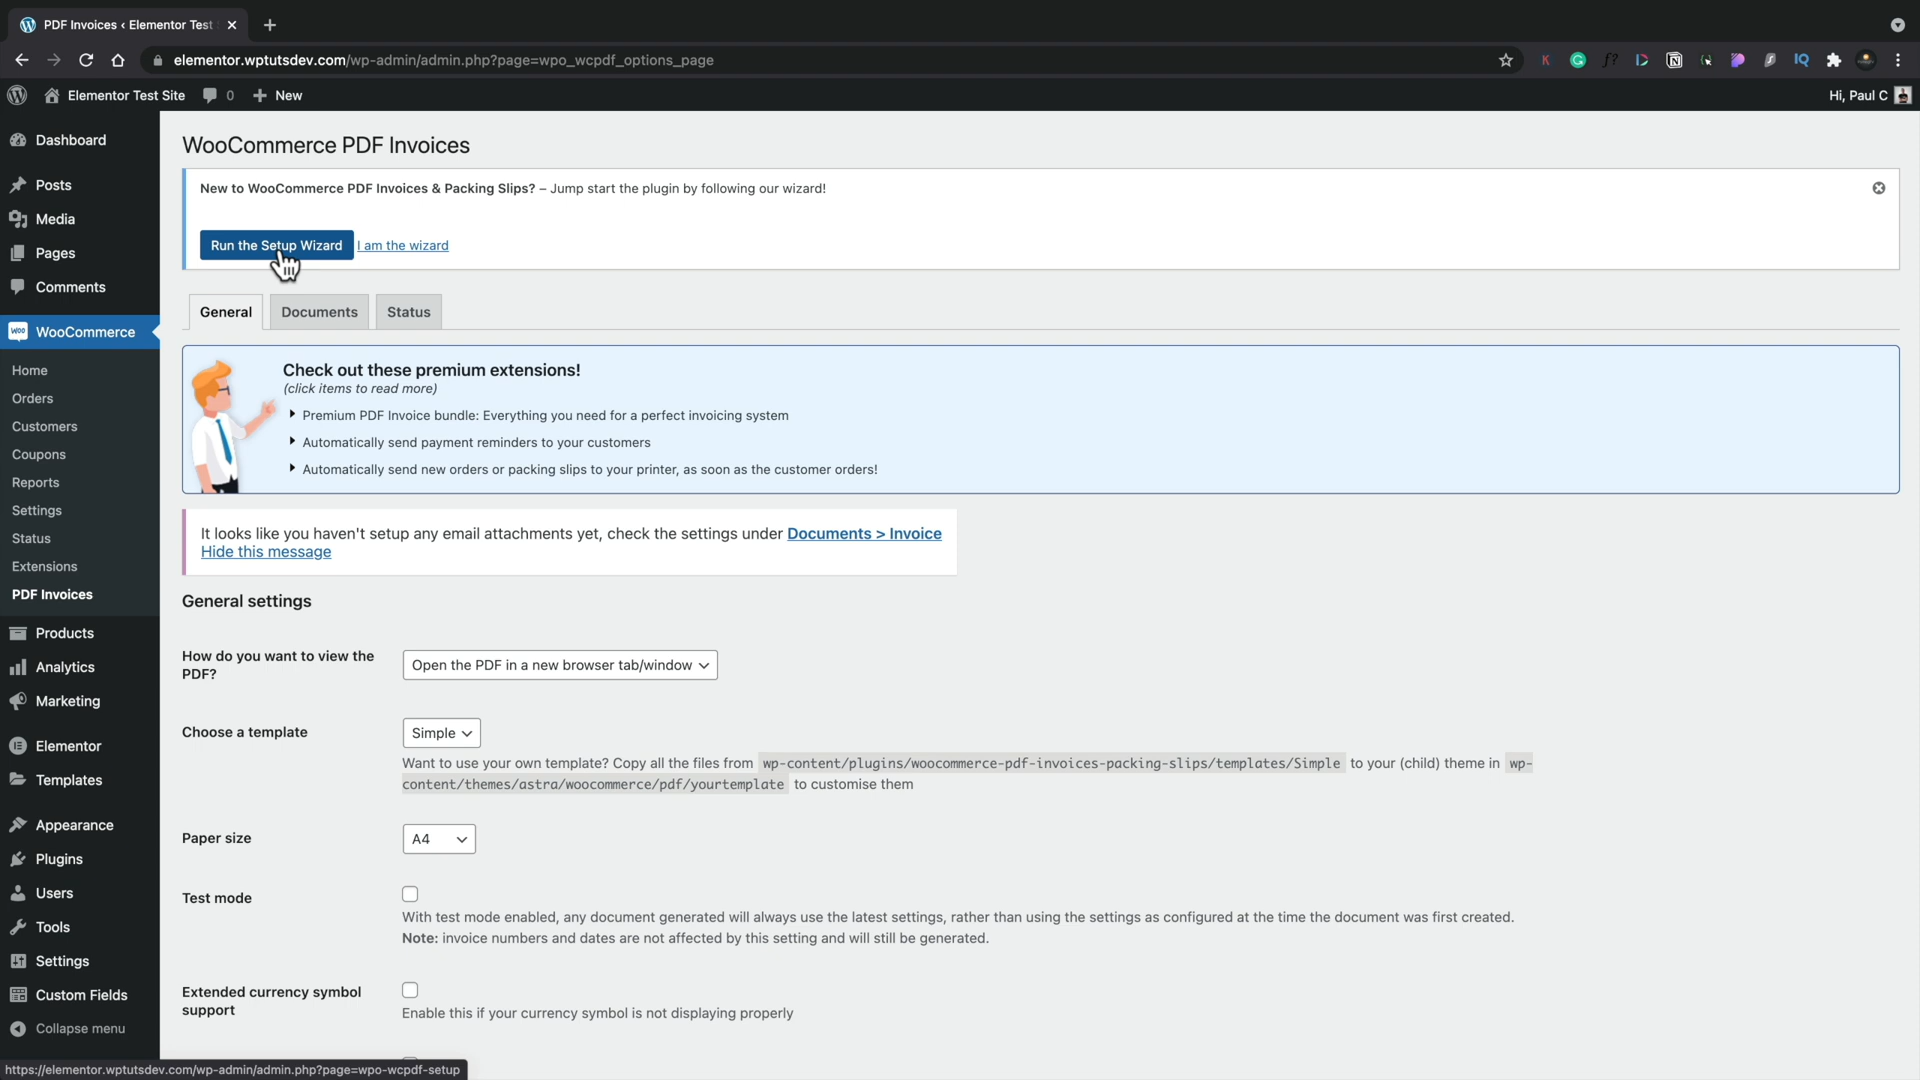 PDF Invoices ‹ Elementor Test
elementor.wptutsdev.com/wp-admin/admin.php?page=wpo_wcpdf_options_page
Elementor Test Site
0
New
Hi, Paul C
Dashboard
Posts
Media
Pages
Comments
WooCommerce
Home
Orders
Customers
Coupons
Reports
Settings
Status
Extensions
PDF Invoices
Products
Analytics
Marketing
Elementor
Templates
Appearance
Plugins
Users
Tools
Settings
Custom Fields
Collapse menu
WooCommerce PDF Invoices
New to WooCommerce PDF Invoices & Packing Slips? – Jump start the plugin by following our wizard!
Run the Setup Wizard I am the wizard
General Documents Status
Check out these premium extensions!
(click items to read more)
Premium PDF Invoice bundle: Everything you need for a perfect invoicing system
Automatically send payment reminders to your customers
Automatically send new orders or packing slips to your printer, as soon as the customer orders!
It looks like you haven't setup any email attachments yet, check the settings under Documents > Invoice
Hide this message
General settings
How do you want to view the
PDF?
Open the PDF in a new browser tab/window
Choose a template
Simple
Want to use your own template? Copy all the files from wp-content/plugins/woocommerce-pdf-invoices-packing-slips/templates/Simple to your (child) theme in wp-
content/themes/astra/woocommerce/pdf/yourtemplate to customise them
Paper size
A4
Test mode
With test mode enabled, any document generated will always use the latest settings, rather than using the settings as configured at the time the document was first created.
Note: invoice numbers and dates are not affected by this setting and will still be generated.
Extended currency symbol
support
Enable this if your currency symbol is not displaying properly
https://elementor.wptutsdev.com/wp-admin/admin.php?page=wpo-wcpdf-setup